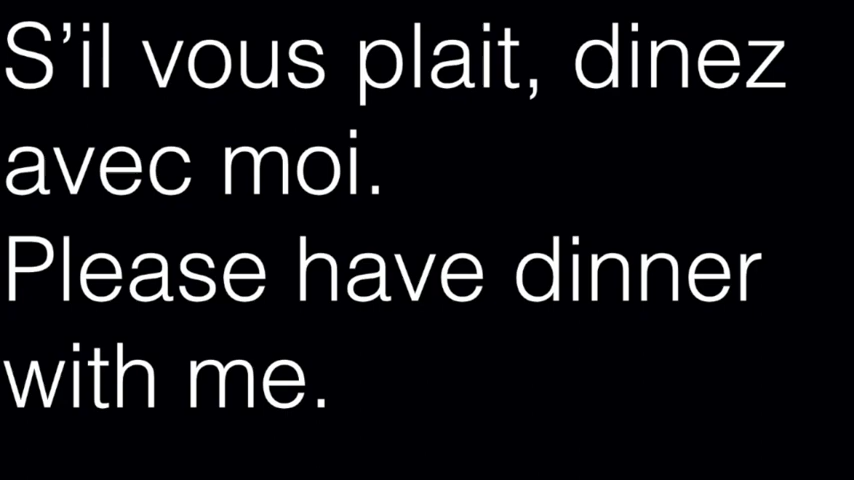 S’il vous plait, dinez
avec moi.
Please have dinner
with me.